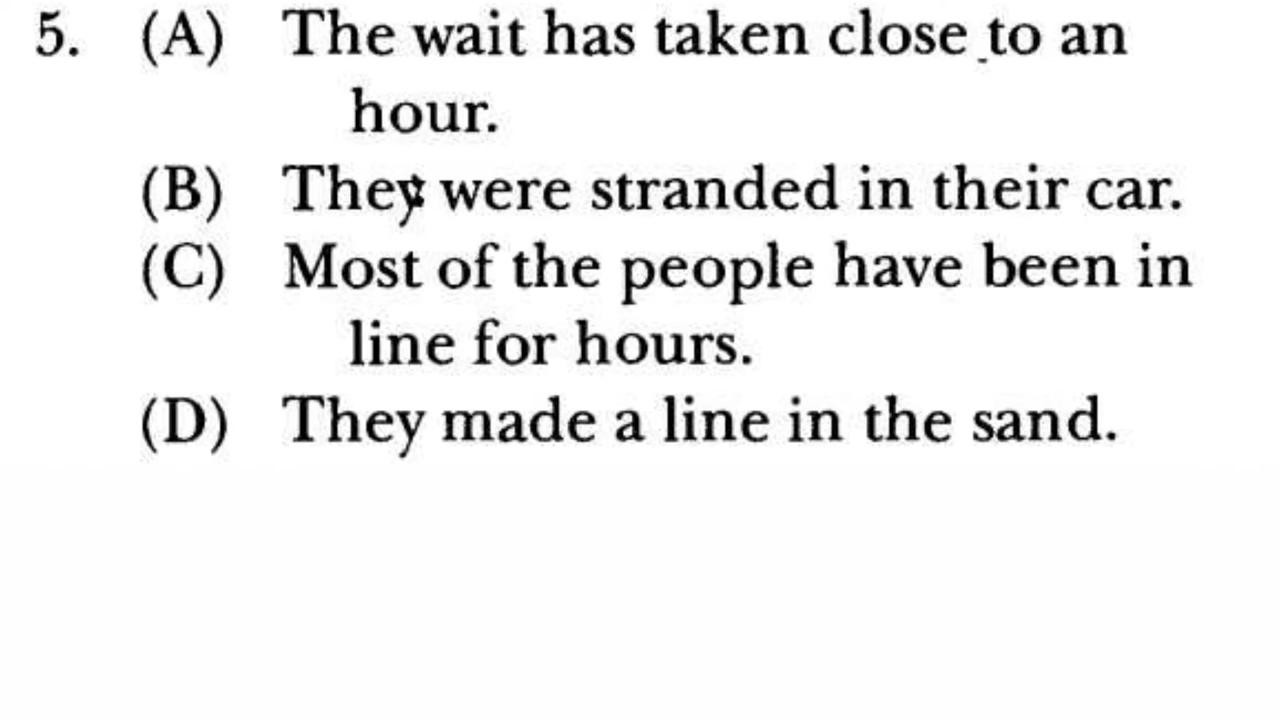 5. (A) The wait has taken close to an
hour.
(B) They were stranded in their car.
(C) Most of the people have been in
line for hours.
(D) They made a line in the sand.